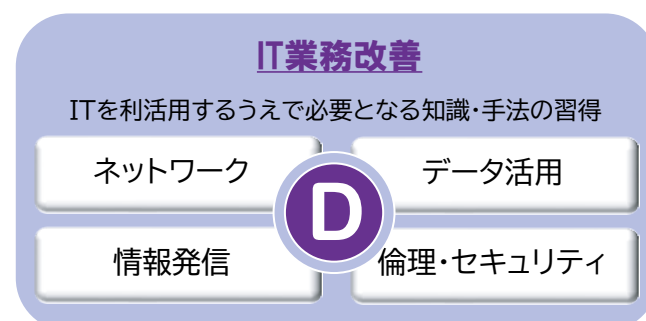 IT業務改善
ITを利活用するうえで必要となる知識・手法の習得
ネットワーク
データ活用
D
情報発信
倫理・セキュリティ